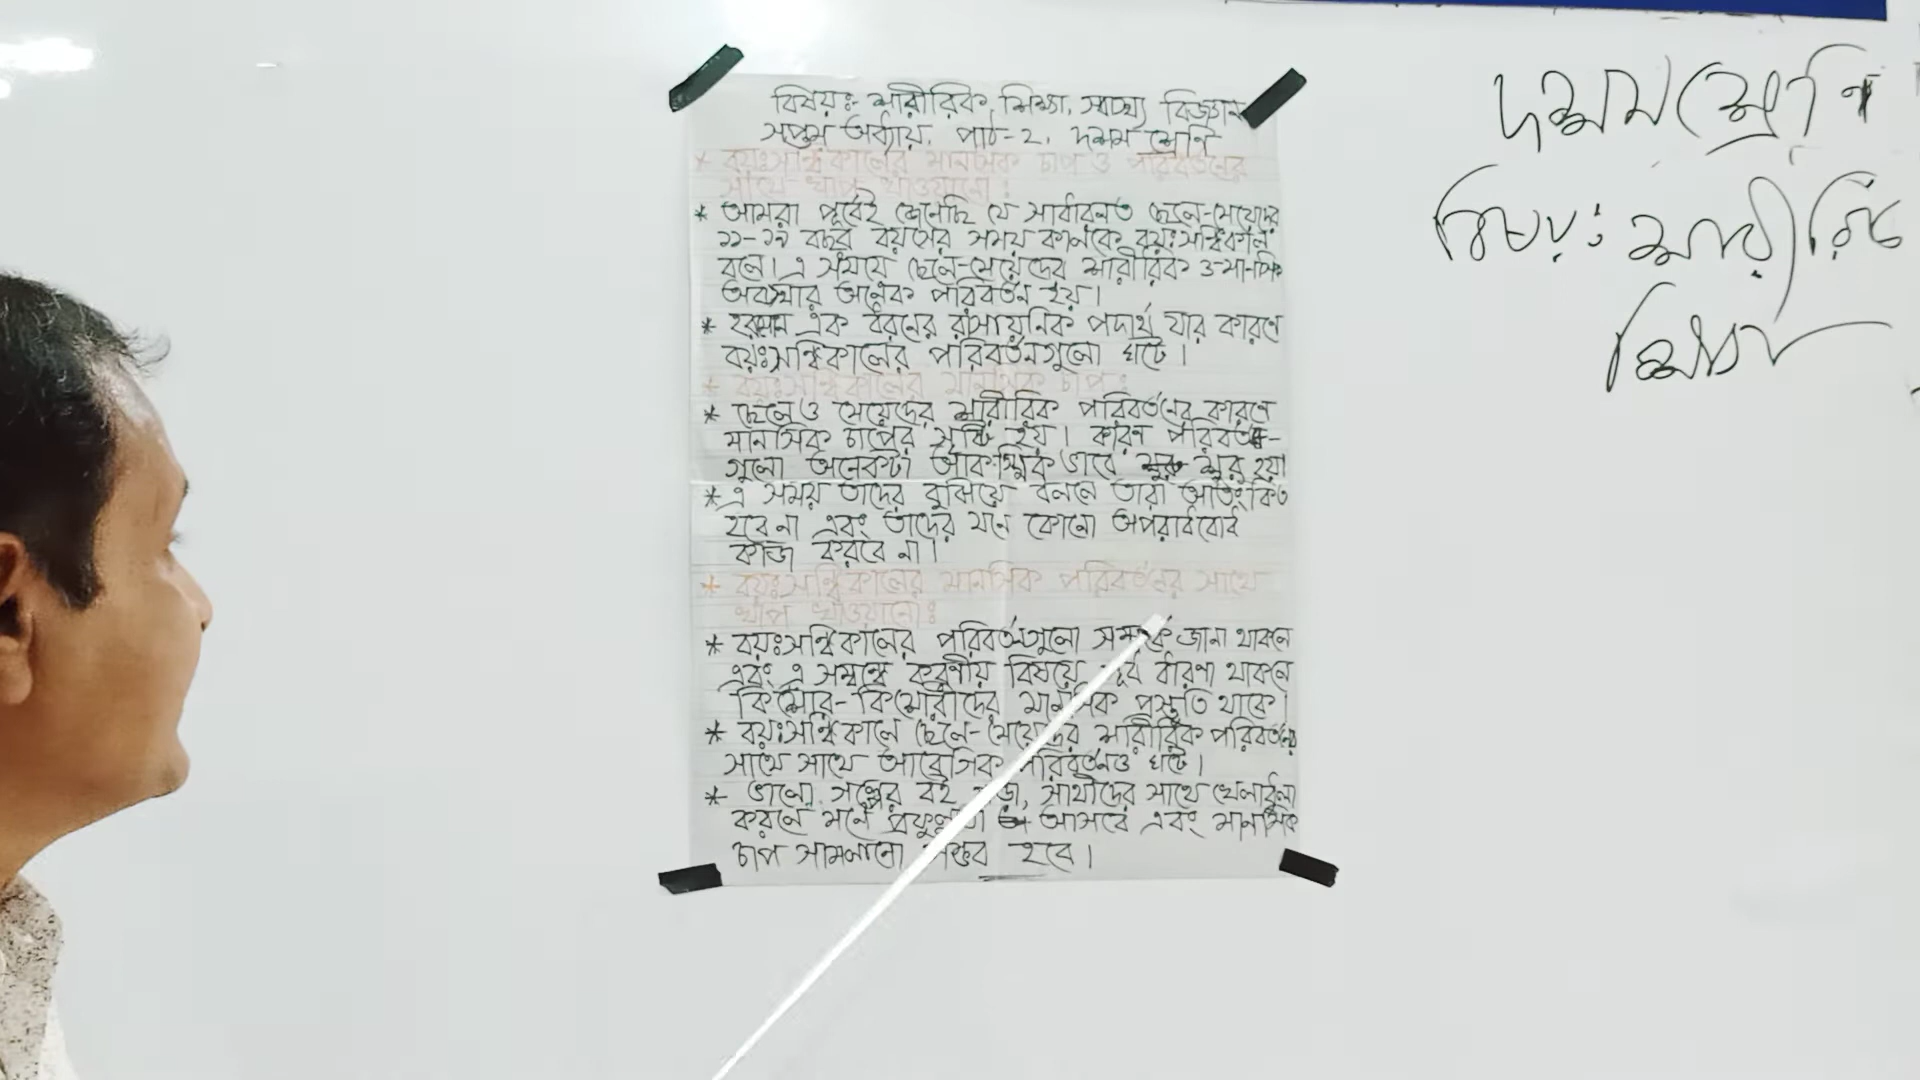 বিষয়ঃ- শারীরিক শিক্ষা, স্বাস্থ্য বিজ্ঞান
সপ্তম অধ্যায়, পাঠ-২, দশম শ্রেণি
* বয়ঃসন্ধিকালের মানসিক চাপ ও পরিবর্তনের
সাথে খাপ খাওয়ানো:
* আমরা পূর্বেই জেনেছি যে সাধারনত ছেলে-মেয়েদের
১১-১৯ বছর বয়সের সময় কালকে বয়ঃসন্ধিকাল
বলে। এ সময়ে ছেলে-মেয়েদের শারীরিক ও মানসিক
অবস্থার অনেক পরিবর্তন হয়।
* হরমোন এক ধরনের রাসায়নিক পদার্থ যার কারণে
বয়ঃসন্ধিকালের পরিবর্তনগুলো ঘটে।
* বয়ঃসন্ধিকালের মানসিক চাপ:
* ছেলে ও মেয়েদের শারীরিক পরিবর্তনের কারণে
মানসিক চাপের সৃষ্টি হয়। কারণ পরিবর্তন-
গুলো অনেকটা আকস্মিক ভাবে শুরু হয়।
* এ সময় তাদের বুঝিয়ে বললে তারা আতংকিত
হবে না এবং তাদের মনে কোনো অপরাধবোধ
কাজ করবে না।
* বয়ঃসন্ধিকালের মানসিক পরিবর্তনের সাথে
খাপ খাওয়ানো:
* বয়ঃসন্ধিকালের পরিবর্তনগুলো সম্পর্কে জানা থাকলে
এবং এ সম্বন্ধে করণীয় বিষয়ে পূর্ব ধারণা থাকলে
কিশোর-কিশোরীদের মানসিক প্রস্তুতি থাকে।
* বয়ঃসন্ধিকালে ছেলে-মেয়েদের শারীরিক পরিবর্তনের
সাথে সাথে আবেগিক পরিবর্তনও ঘটে।
* ভালো গল্পের বই পড়া, সাথীদের সাথে খেলাধুলা
করলে মনে প্রফুল্লতা আসবে এবং মানসিক
চাপ সামলানো সম্ভব হবে।
দশম শ্রেণি
বিষয়: শারীরিক
শিক্ষা